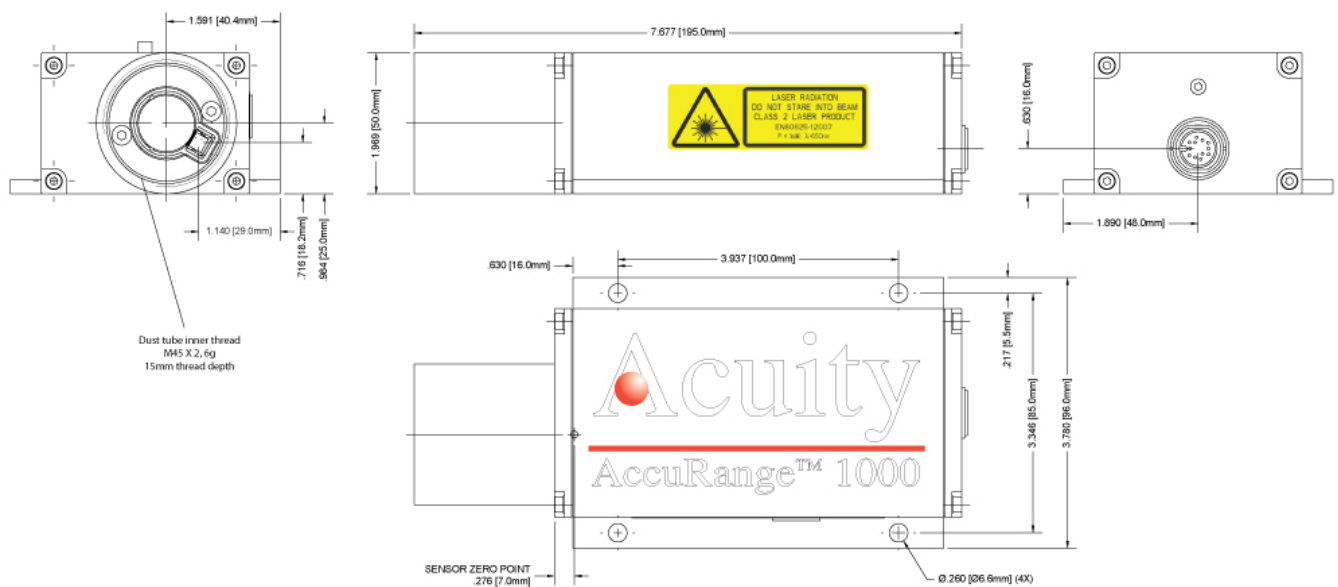 1.591 [40.4mm]
7.677 [195.0mm]
1.969 [50.0mm]
.630 [16.0mm]
LASER RADIATION
DO NOT STARE INTO BEAM
CLASS 2 LASER PRODUCT
EN60825-1:2007
1.140 [29.0mm]
.716 [18.2mm]
.984 [25.0mm]
1.890 [48.0mm]
.630 [16.0mm]
3.937 [100.0mm]
.217 [5.5mm]
3.346 [85.0mm]
3.780 [96.0mm]
Dust tube inner thread
M45 X 2, 6g
15mm thread depth
Acuity
AccuRange™ 1000
SENSOR ZERO POINT
.276 [7.0mm]
Ø.260 [Ø6.6mm] (4X)